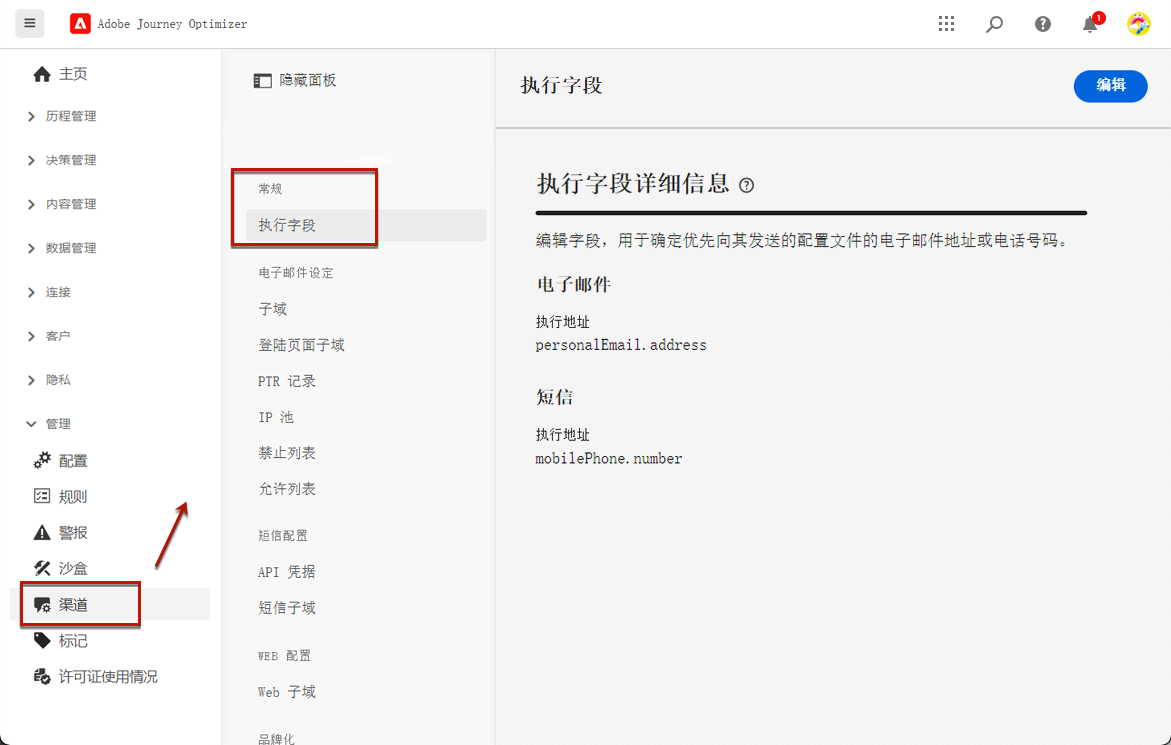 Adobe Journey Optimizer
1
主页
历程管理
决策管理
内容管理
数据管理
连接
客户
隐私
管理
配置
规则
警报
沙盒
渠道
标记
许可证使用情况
隐藏面板
常规
执行字段
电子邮件设定
子域
登陆页面子域
PTR 记录
IP 池
禁止列表
允许列表
短信配置
API 凭据
短信子域
WEB 配置
Web 子域
品牌化
执行字段
编辑
执行字段详细信息
编辑字段，用于确定优先向其发送的配置文件的电子邮件地址或电话号码。
电子邮件
执行地址
personalEmail.address
短信
执行地址
mobilePhone.number